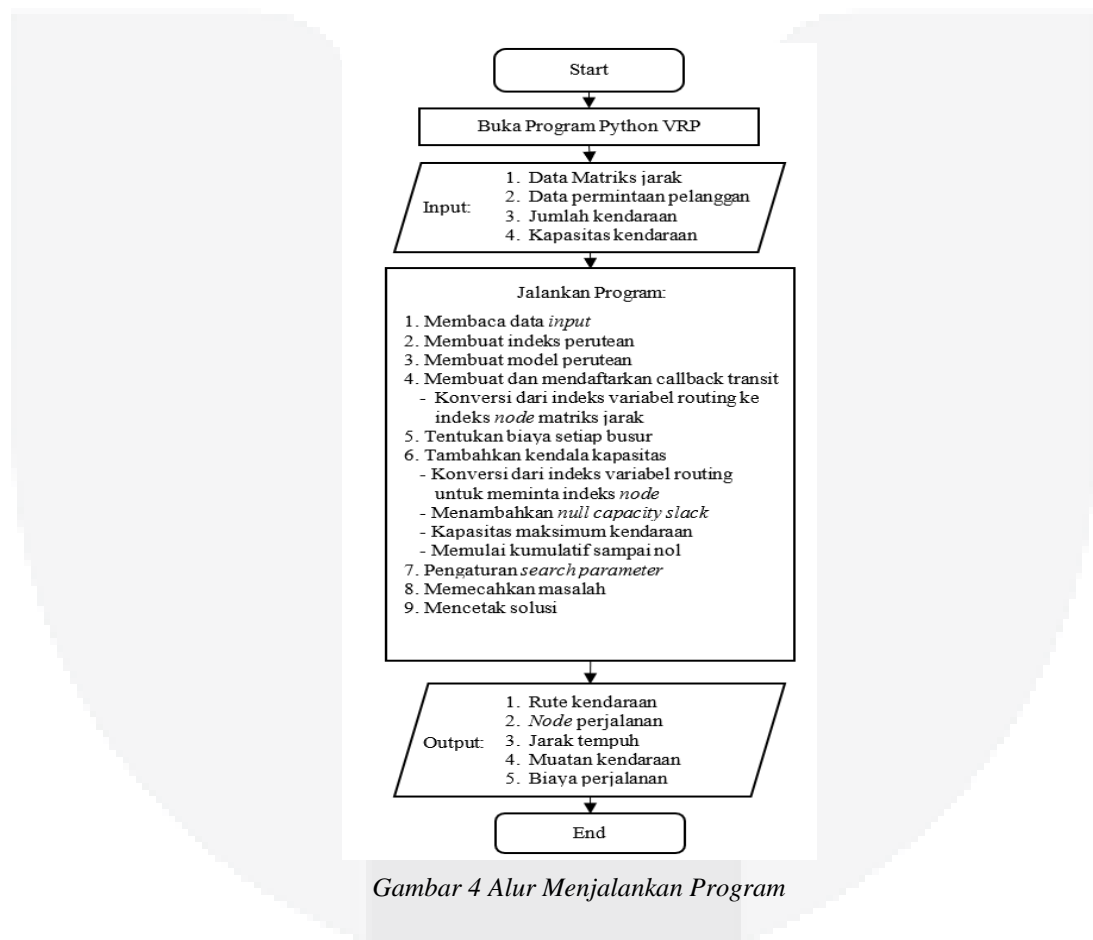 Start
Buka Program Python VRP
Input:
1. Data Matriks jarak
2. Data permintaan pelanggan
3. Jumlah kendaraan
4. Kapasitas kendaraan
Jalankan Program:
1. Membaca data input
2. Membuat indeks perutean
3. Membuat model perutean
4. Membuat dan mendaftarkan callback transit
- Konversi dari indeks variabel routing ke
indeks node matriks jarak
5. Tentukan biaya setiap busur
6. Tambahkan kendala kapasitas
- Konversi dari indeks variabel routing
untuk meminta indeks node
- Menambahkan null capacity slack
- Kapasitas maksimum kendaraan
- Memulai kumulatif sampai nol
7. Pengaturan search parameter
8. Memecahkan masalah
9. Mencetak solusi
Output:
1. Rute kendaraan
2. Node perjalanan
3. Jarak tempuh
4. Muatan kendaraan
5. Biaya perjalanan
End
Gambar 4 Alur Menjalankan Program